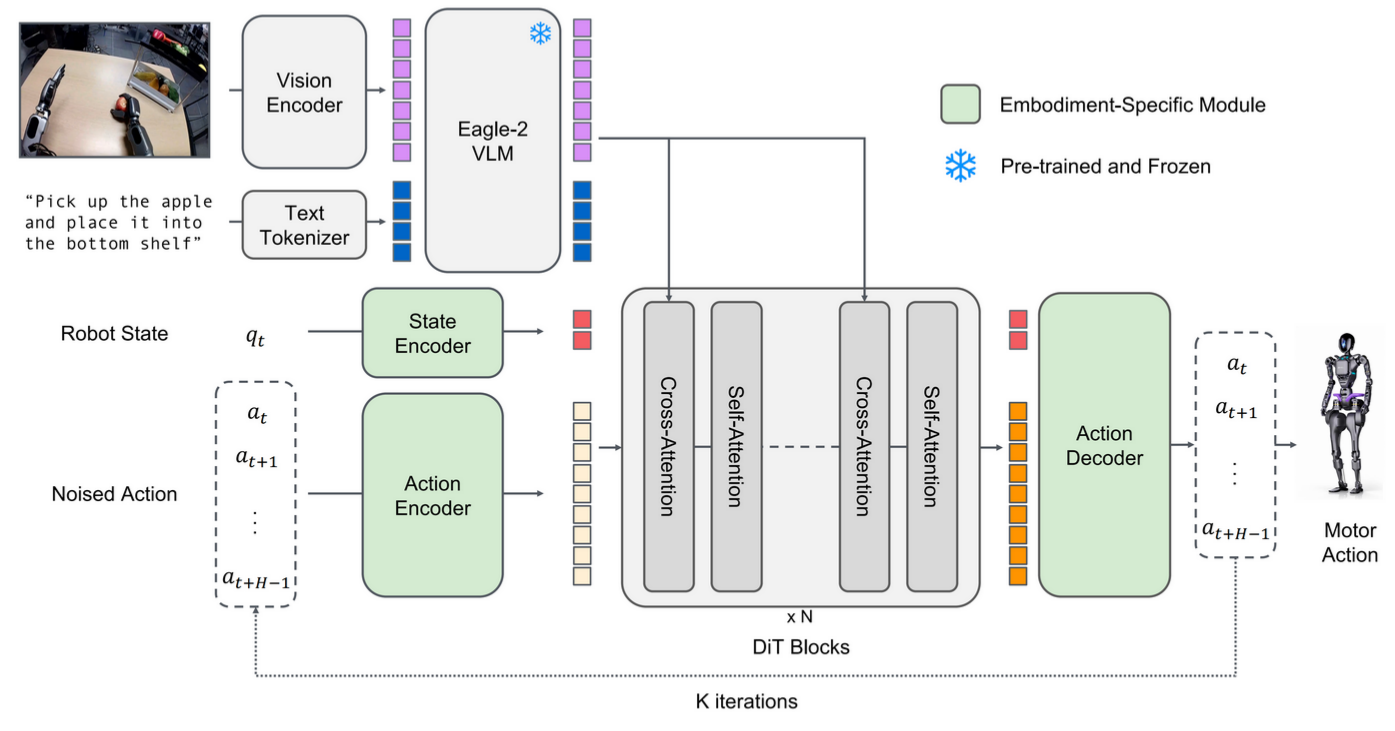 Vision
Encoder
Eagle-2
VLM
Embodiment-Specific Module
Pre-trained and Frozen
“Pick up the apple
and place it into
the bottom shelf”
Text
Tokenizer
Robot State
q_t
State
Encoder
Noised Action
a_t
a_{t+1}
⋮
a_{t+H−1}
Action
Encoder
Cross-Attention
Self-Attention
Cross-Attention
Self-Attention
x N
DiT Blocks
Action
Decoder
a_t
a_{t+1}
⋮
a_{t+H−1}
Motor
Action
K iterations